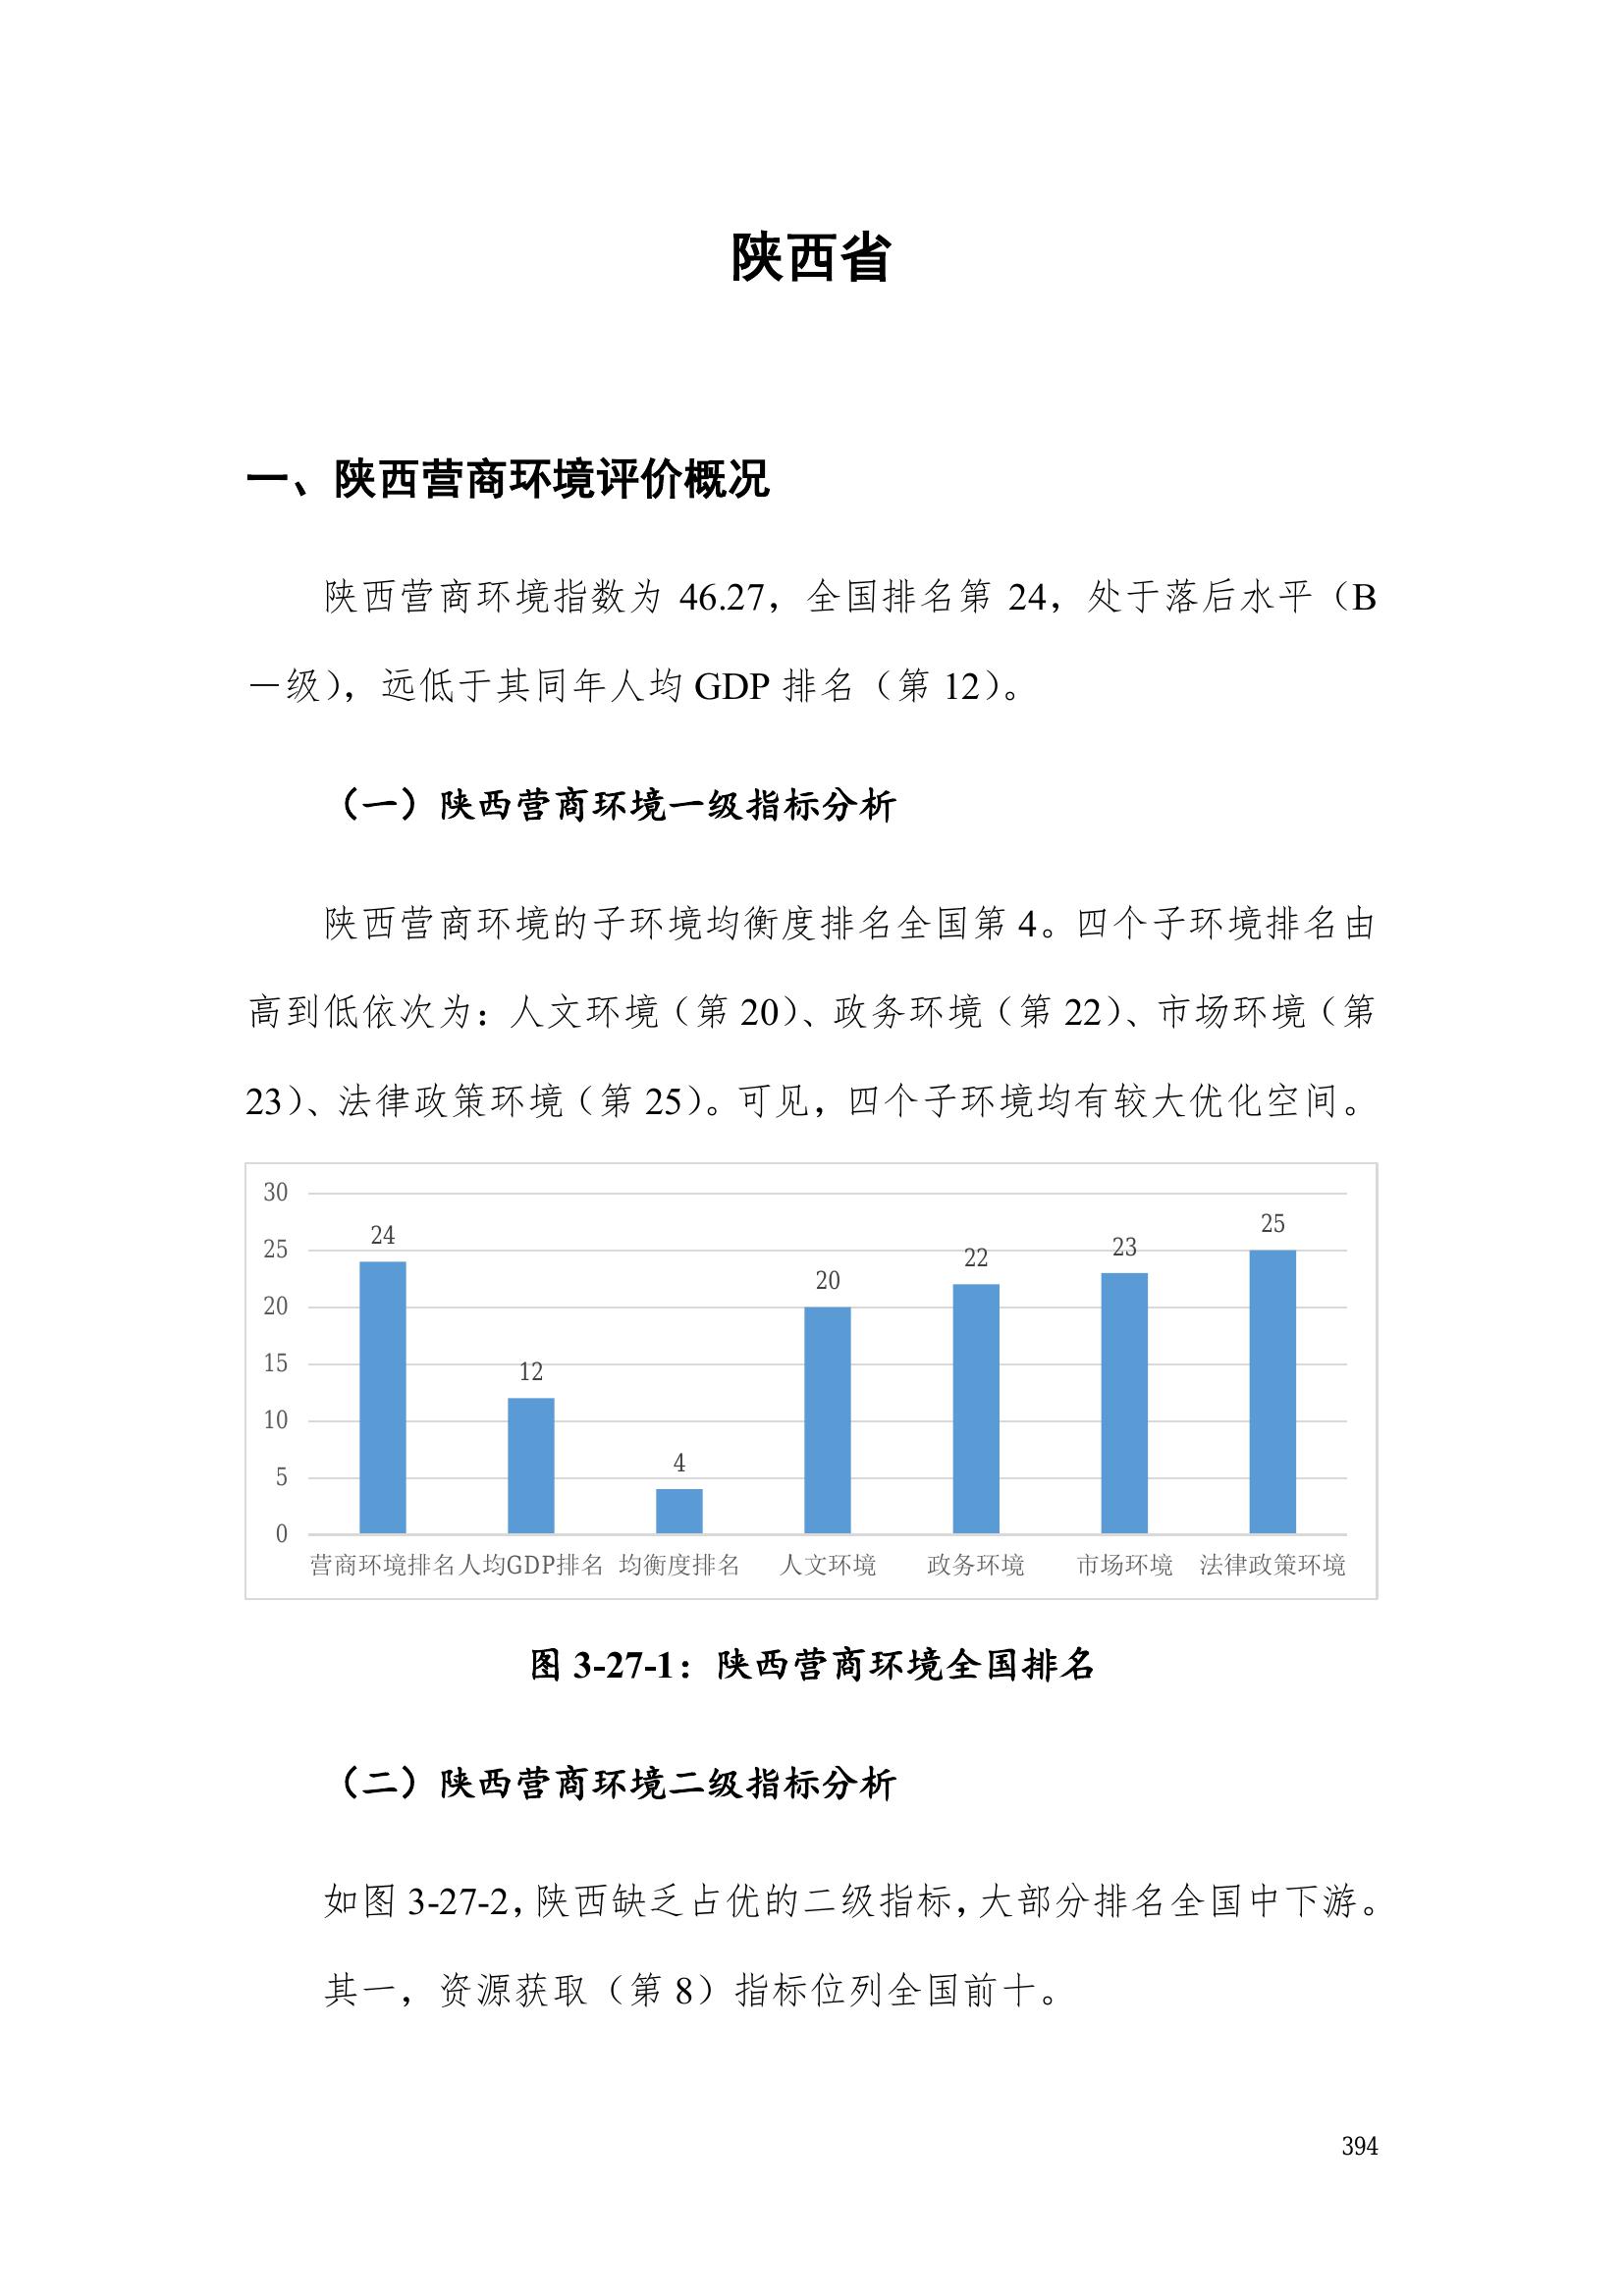 陕西省
一、陕西营商环境评价概况
陕西营商环境指数为 46.27，全国排名第 24，处于落后水平（B
－级），远低于其同年人均 GDP 排名（第 12）。
（一）陕西营商环境一级指标分析
陕西营商环境的子环境均衡度排名全国第 4。四个子环境排名由
高到低依次为：人文环境（第 20）、政务环境（第 22）、市场环境（第
23）、法律政策环境（第 25）。可见，四个子环境均有较大优化空间。
30
25
20
15
10
5
0
24
12
4
20
22
23
25
营商环境排名 人均GDP排名 均衡度排名 人文环境 政务环境 市场环境 法律政策环境
图 3-27-1：陕西营商环境全国排名
（二）陕西营商环境二级指标分析
如图 3-27-2，陕西缺乏占优的二级指标，大部分排名全国中下游。
其一，资源获取（第 8）指标位列全国前十。
394